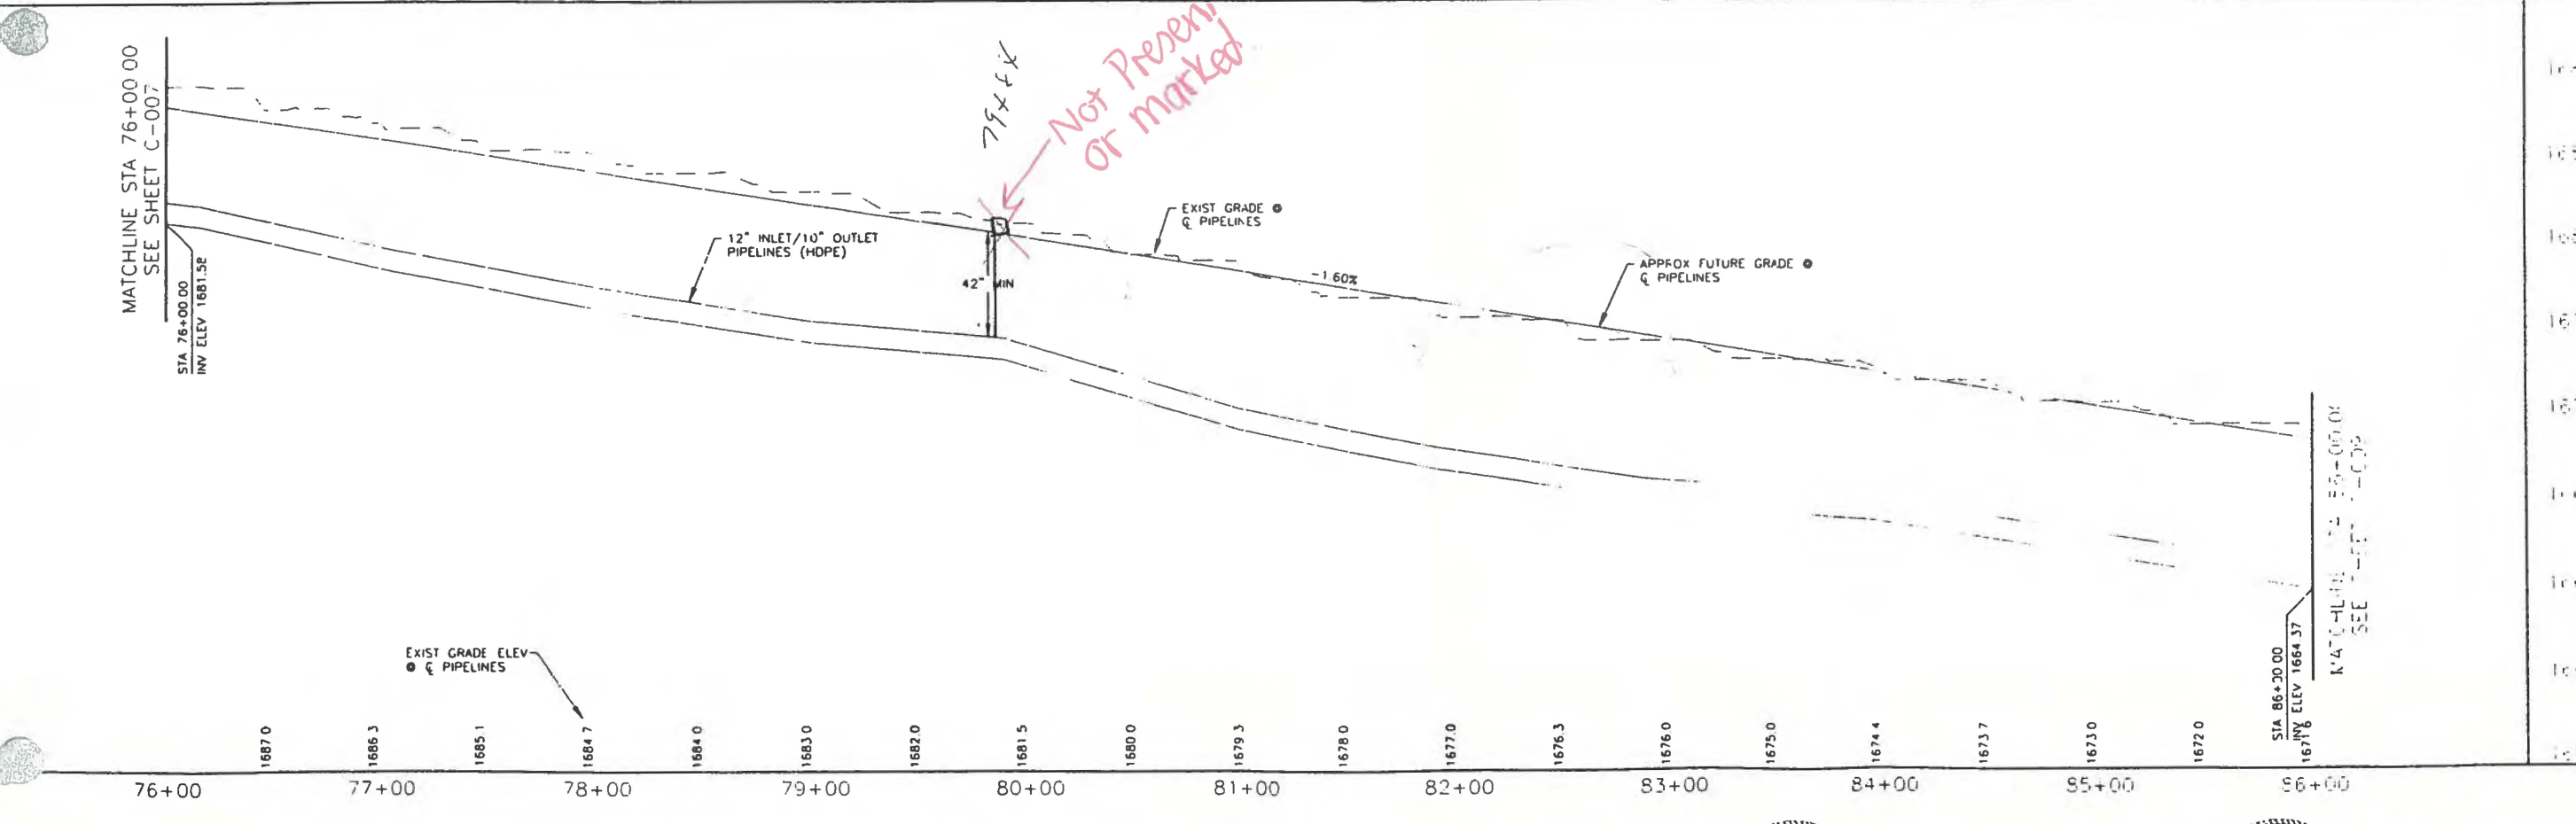 MATCHLINE STA 76+00 00
SEE SHEET C-007
STA 76+00 00
INV ELEV 1681.58
12" INLET/10" OUTLET
PIPELINES (HDPE)
42" MIN
Not Present
or marked
EXIST GRADE @
℄ PIPELINES
-1 60%
APPROX FUTURE GRADE @
℄ PIPELINES
SEE
STA 86+00 00
INV ELEV 1664 37
EXIST GRADE ELEV
@ ℄ PIPELINES
1687 0
1686 3
1685 1
1684 7
1684 0
1683 0
1682.0
1681 5
1680 0
1679 3
1678 0
1677.0
1676.3
1676 0
1675 0
1674 4
1673 7
1673 0
1672 0
1671 6
76+00
77+00
78+00
79+00
80+00
81+00
82+00
83+00
84+00
85+00
86+00